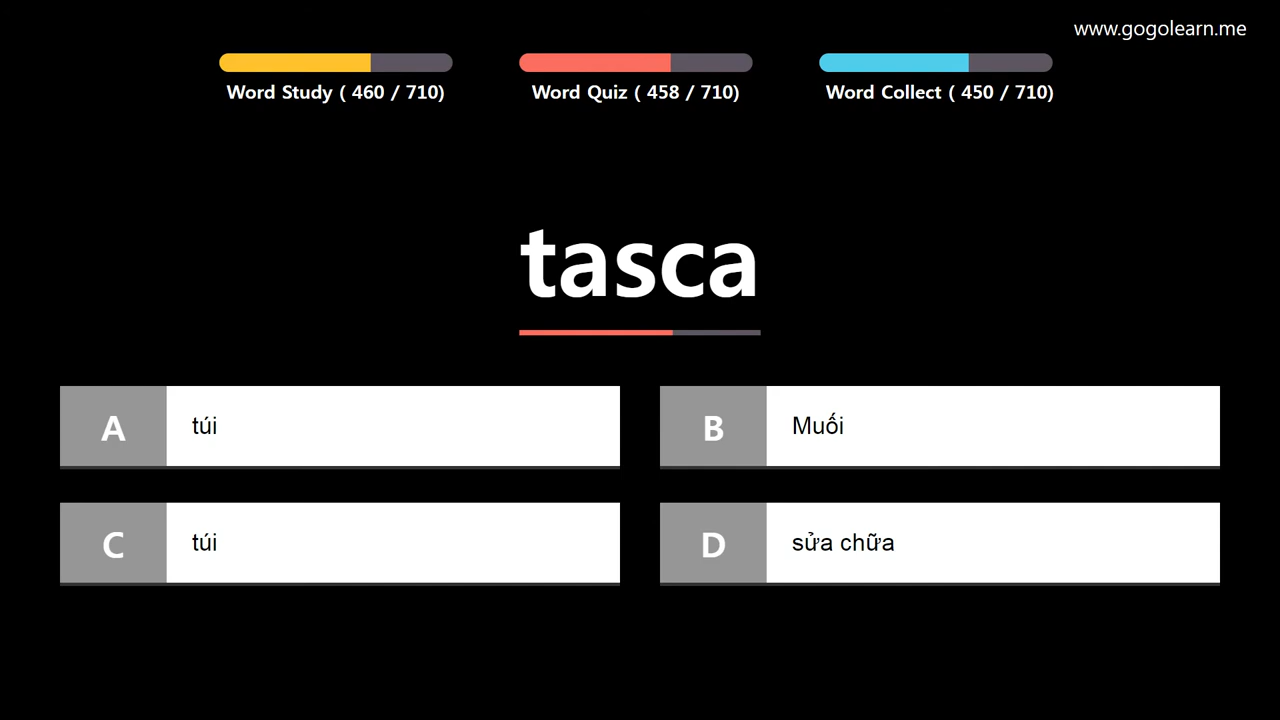 www.gogolearn.me
Word Study ( 460 / 710)
Word Quiz ( 458 / 710)
Word Collect ( 450 / 710)
tasca
A túi
B Muối
C túi
D sửa chữa